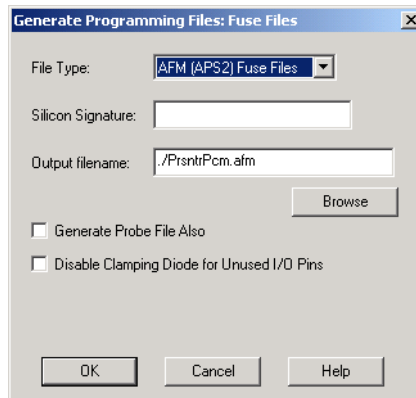 Generate Programming Files: Fuse Files
File Type: AFM (APS2) Fuse Files
Silicon Signature:
Output filename: ./PrsntrPcm.afm
Browse
Generate Probe File Also
Disable Clamping Diode for Unused I/O Pins
OK Cancel Help